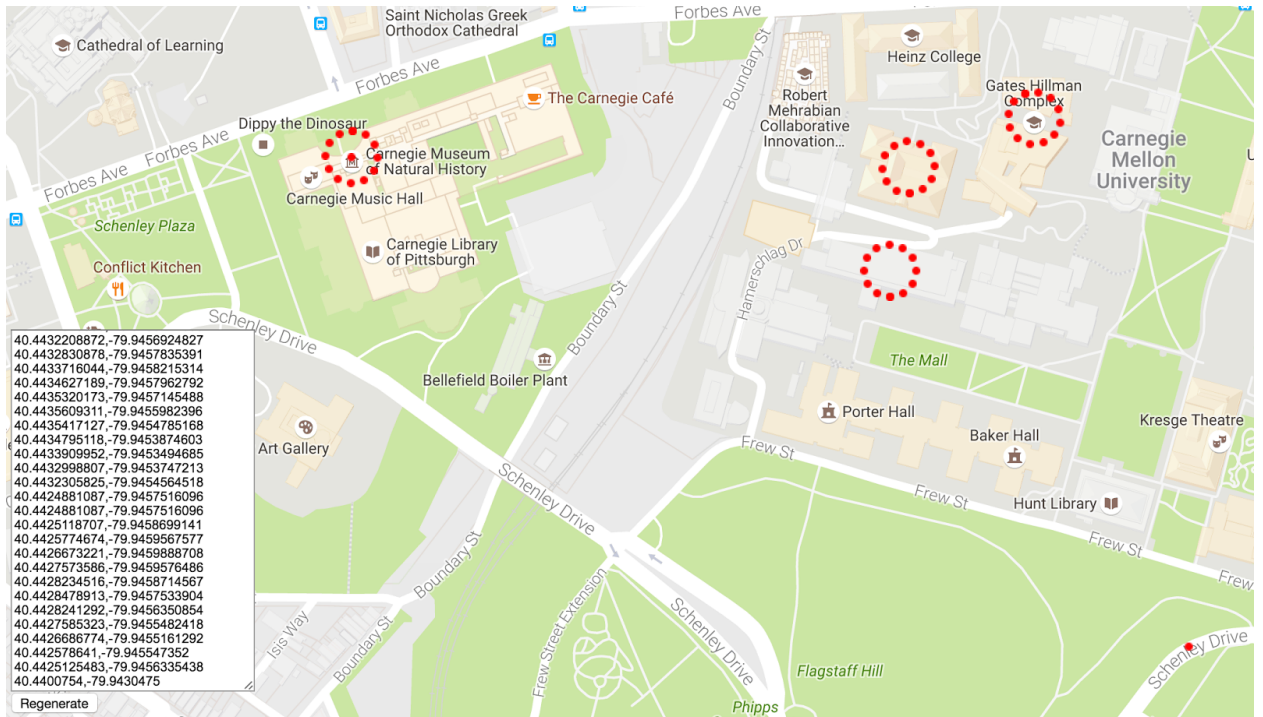 Forbes Ave
Saint Nicholas Greek
Orthodox Cathedral
Cathedral of Learning
Heinz College
Boundary St
Forbes Ave
Gates Hillman
Complex
Robert
Mehrabian
Collaborative
Innovation...
The Carnegie Café
Dippy the Dinosaur
Forbes Ave
Carnegie
Mellon
University
Carnegie Museum
of Natural History
Forbes Ave
Carnegie Music Hall
Schenley Plaza
Carnegie Library
of Pittsburgh
Hamerschlag Dr
Conflict Kitchen
Boundary St
Schenley Drive
The Mall
Bellefield Boiler Plant
Porter Hall
Kresge Theatre
Baker Hall
Art Gallery
Frew St
Schenley Drive
Frew St
Hunt Library
Frew St
Boundary St
Frew
Frew Street Extension
Schenley Drive
Isis Way
Boundary St
Schenley Drive
Flagstaff Hill
Phipps
40.4432208872,-79.9456924827
40.4432830878,-79.9457835391
40.4433716044,-79.9458215314
40.4434627189,-79.9457962792
40.4435320173,-79.9457145488
40.4435609311,-79.9455982396
40.4435417127,-79.9454785168
40.4434795118,-79.9453874603
40.4433909952,-79.9453494685
40.4432998807,-79.9453747213
40.4432305825,-79.9454564518
40.4424881087,-79.9457516096
40.4424881087,-79.9457516096
40.4425118707,-79.9458699141
40.4425774674,-79.9459567577
40.4426673221,-79.9459888708
40.4427573586,-79.9459576486
40.4428234516,-79.9458714567
40.4428478913,-79.9457533904
40.4428241292,-79.9456350854
40.4427585323,-79.9455482418
40.4426686774,-79.9455161292
40.442578641,-79.945547352
40.4425125483,-79.9456335438
40.4400754,-79.9430475
Regenerate